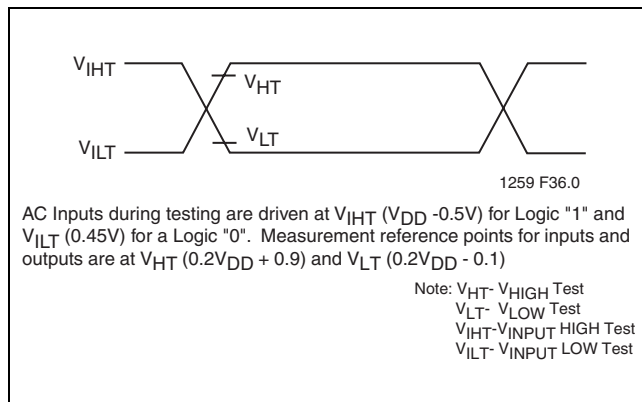 VIHT
VHT
VLT
VILT
1259 F36.0
AC Inputs during testing are driven at VIHT (VDD -0.5V) for Logic "1" and
VILT (0.45V) for a Logic "0". Measurement reference points for inputs and
outputs are at VHT (0.2VDD + 0.9) and VLT (0.2VDD - 0.1)
Note: VHT- VHIGH Test
VLT- VLOW Test
VIHT-VINPUT HIGH Test
VILT- VINPUT LOW Test